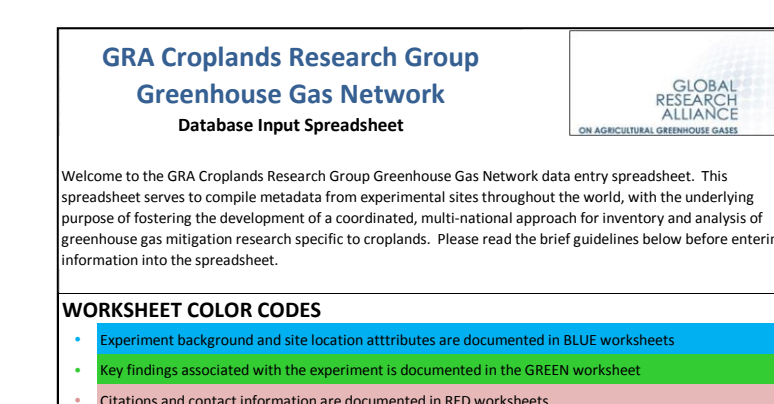 GRA Croplands Research Group
Greenhouse Gas Network
Database Input Spreadsheet
GLOBAL
RESEARCH
ALLIANCE
ON AGRICULTURAL GREENHOUSE GASES
Welcome to the GRA Croplands Research Group Greenhouse Gas Network data entry spreadsheet. This
spreadsheet serves to compile metadata from experimental sites throughout the world, with the underlying
purpose of fostering the development of a coordinated, multi-national approach for inventory and analysis of
greenhouse gas mitigation research specific to croplands. Please read the brief guidelines below before enterin
information into the spreadsheet.
WORKSHEET COLOR CODES
• Experiment background and site location atttributes are documented in BLUE worksheets
• Key findings associated with the experiment is documented in the GREEN worksheet
• Citations and contact information are documented in RED worksheets